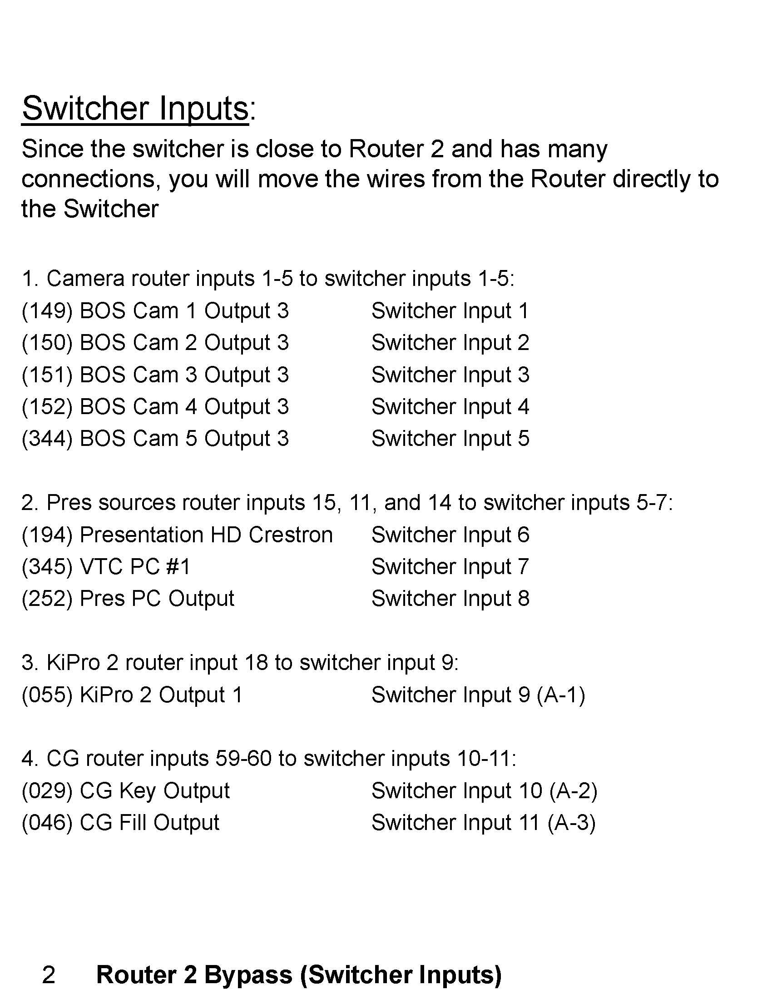 Switcher Inputs:
Since the switcher is close to Router 2 and has many
connections, you will move the wires from the Router directly to
the Switcher
1. Camera router inputs 1-5 to switcher inputs 1-5:
(149) BOS Cam 1 Output 3 Switcher Input 1
(150) BOS Cam 2 Output 3 Switcher Input 2
(151) BOS Cam 3 Output 3 Switcher Input 3
(152) BOS Cam 4 Output 3 Switcher Input 4
(344) BOS Cam 5 Output 3 Switcher Input 5
2. Pres sources router inputs 15, 11, and 14 to switcher inputs 5-7:
(194) Presentation HD Crestron Switcher Input 6
(345) VTC PC #1 Switcher Input 7
(252) Pres PC Output Switcher Input 8
3. KiPro 2 router input 18 to switcher input 9:
(055) KiPro 2 Output 1 Switcher Input 9 (A-1)
4. CG router inputs 59-60 to switcher inputs 10-11:
(029) CG Key Output Switcher Input 10 (A-2)
(046) CG Fill Output Switcher Input 11 (A-3)
2 Router 2 Bypass (Switcher Inputs)